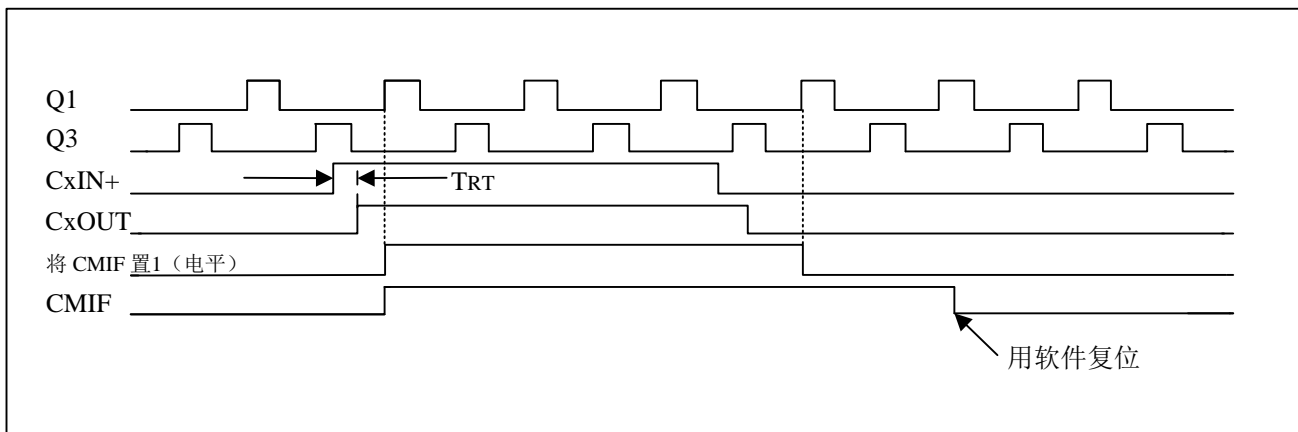 Q1
Q3
CxIN+
TRT
CxOUT
将 CMIF 置1（电平）
CMIF
用软件复位